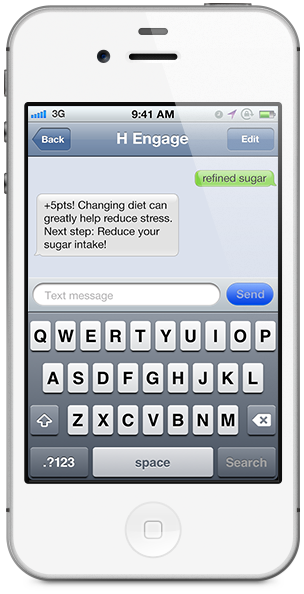 3G 9:41 AM
Back H Engage Edit
refined sugar
+5pts! Changing diet can
greatly help reduce stress.
Next step: Reduce your
sugar intake!
Text message Send
Q W E R T Y U I O P
A S D F G H J K L
Z X C V B N M
.?123 space Search